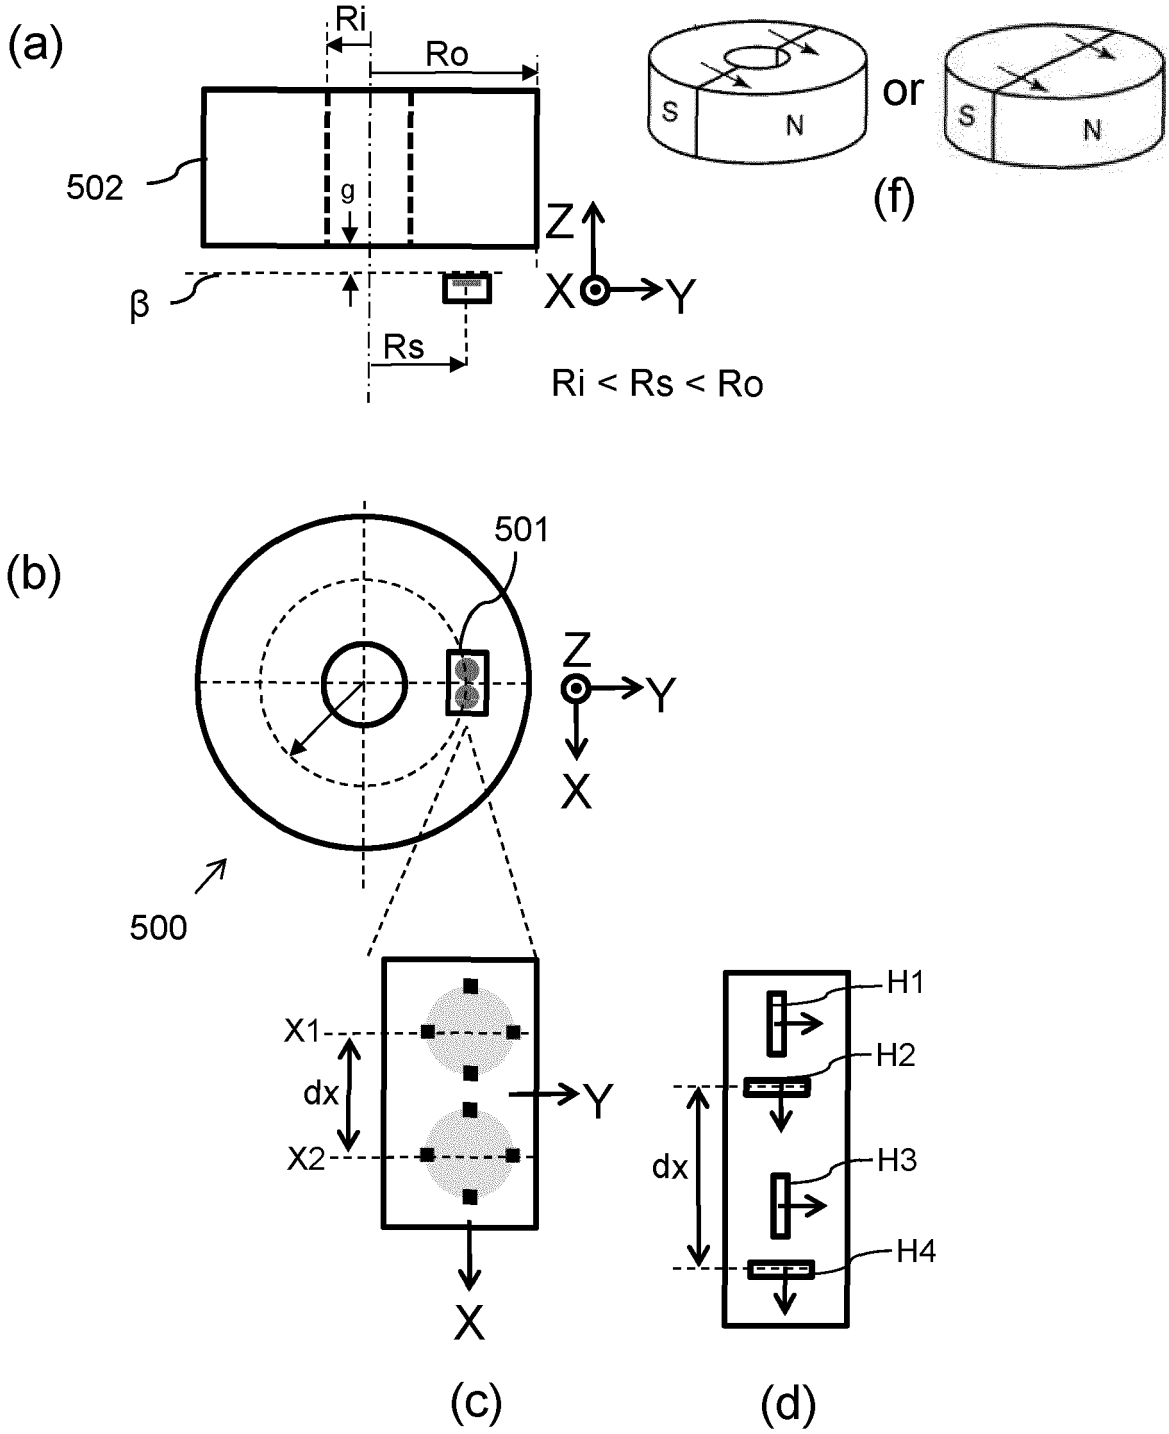 (a)
Ri
Ro
502
g
β
Rs
Z
X
Y
Ri < Rs < Ro
S
N
or
S
N
(f)
(b)
501
Z
Y
X
500
X1
dx
X2
Y
X
(c)
H1
H2
dx
H3
H4
(d)